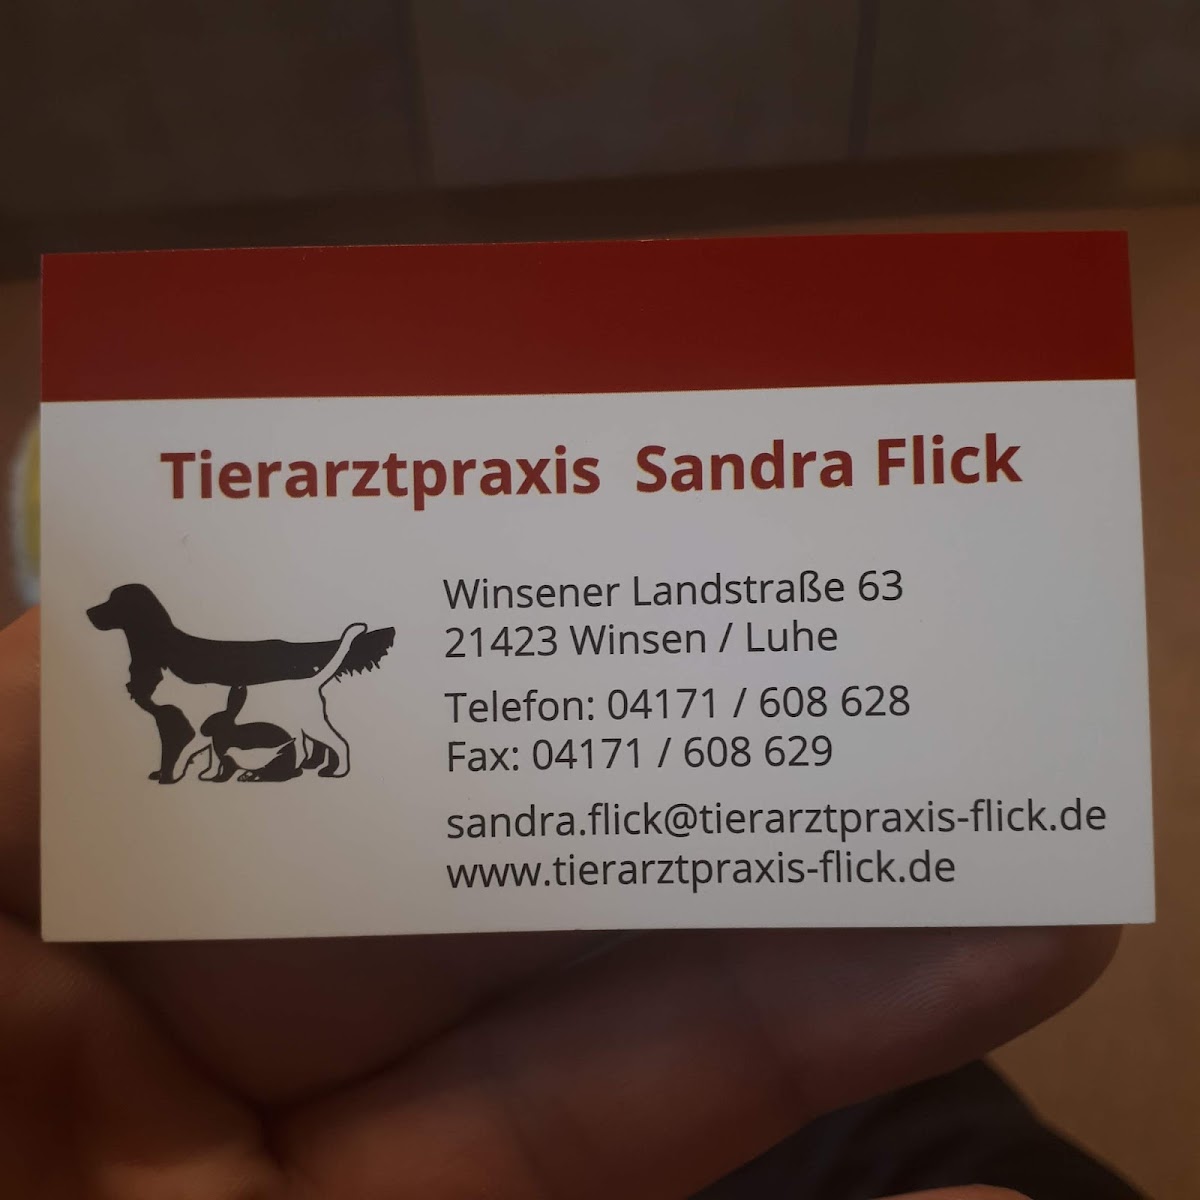 Tierarztpraxis Sandra Flick
Winsener Landstraße 63
21423 Winsen / Luhe
Telefon: 04171 / 608 628
Fax: 04171 / 608 629
sandra.flick@tierarztpraxis-flick.de
www.tierarztpraxis-flick.de